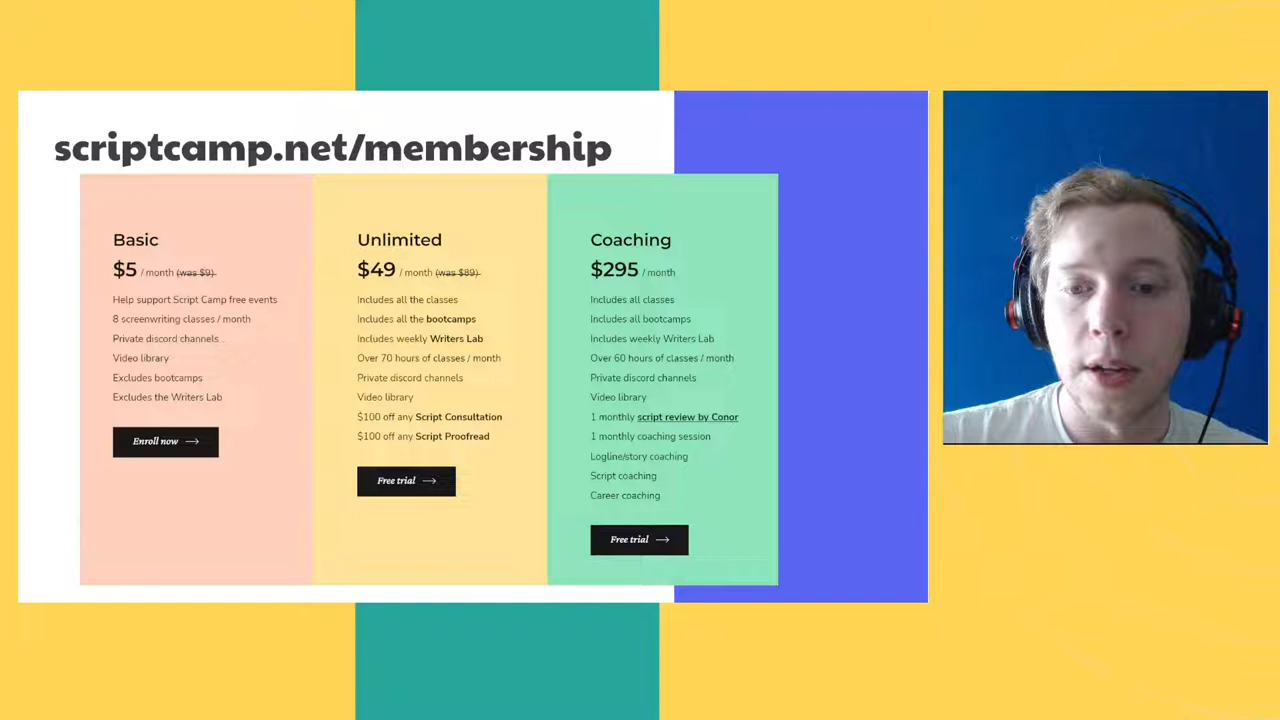 scriptcamp.net/membership
Basic
$5 / month (was $9)
Help support Script Camp free events
8 screenwriting classes / month
Private discord channels
Video library
Excludes bootcamps
Excludes the Writers Lab
Enroll now →
Unlimited
$49 / month (was $89)
Includes all the classes
Includes all the bootcamps
Includes weekly Writers Lab
Over 70 hours of classes / month
Private discord channels
Video library
$100 off any Script Consultation
$100 off any Script Proofread
Free trial →
Coaching
$295 / month
Includes all classes
Includes all bootcamps
Includes weekly Writers Lab
Over 60 hours of classes / month
Private discord channels
Video library
1 monthly script review by Conor
1 monthly coaching session
Logline/story coaching
Script coaching
Career coaching
Free trial →